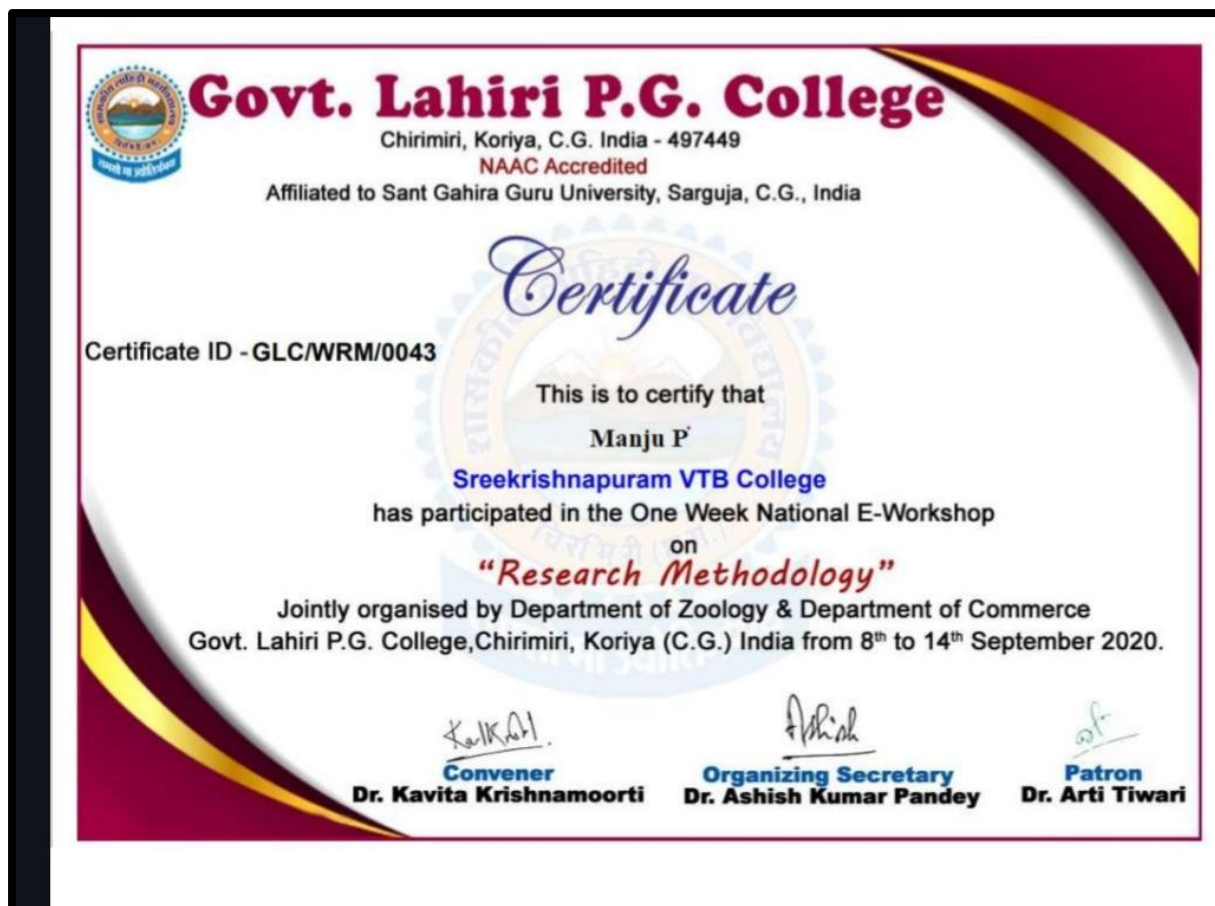 Govt. Lahiri P.G. College
Chirimiri, Koriya, C.G. India - 497449
NAAC Accredited
Affiliated to Sant Gahira Guru University, Sarguja, C.G., India
Certificate
Certificate ID - GLC/WRM/0043
This is to certify that
Manju P
Sreekrishnapuram VTB College
has participated in the One Week National E-Workshop
on
“Research Methodology”
Jointly organised by Department of Zoology & Department of Commerce
Govt. Lahiri P.G. College,Chirimiri, Koriya (C.G.) India from 8th to 14th September 2020.
Ashish
Convener
Organizing Secretary
Patron
Dr. Kavita Krishnamoorti
Dr. Ashish Kumar Pandey
Dr. Arti Tiwari